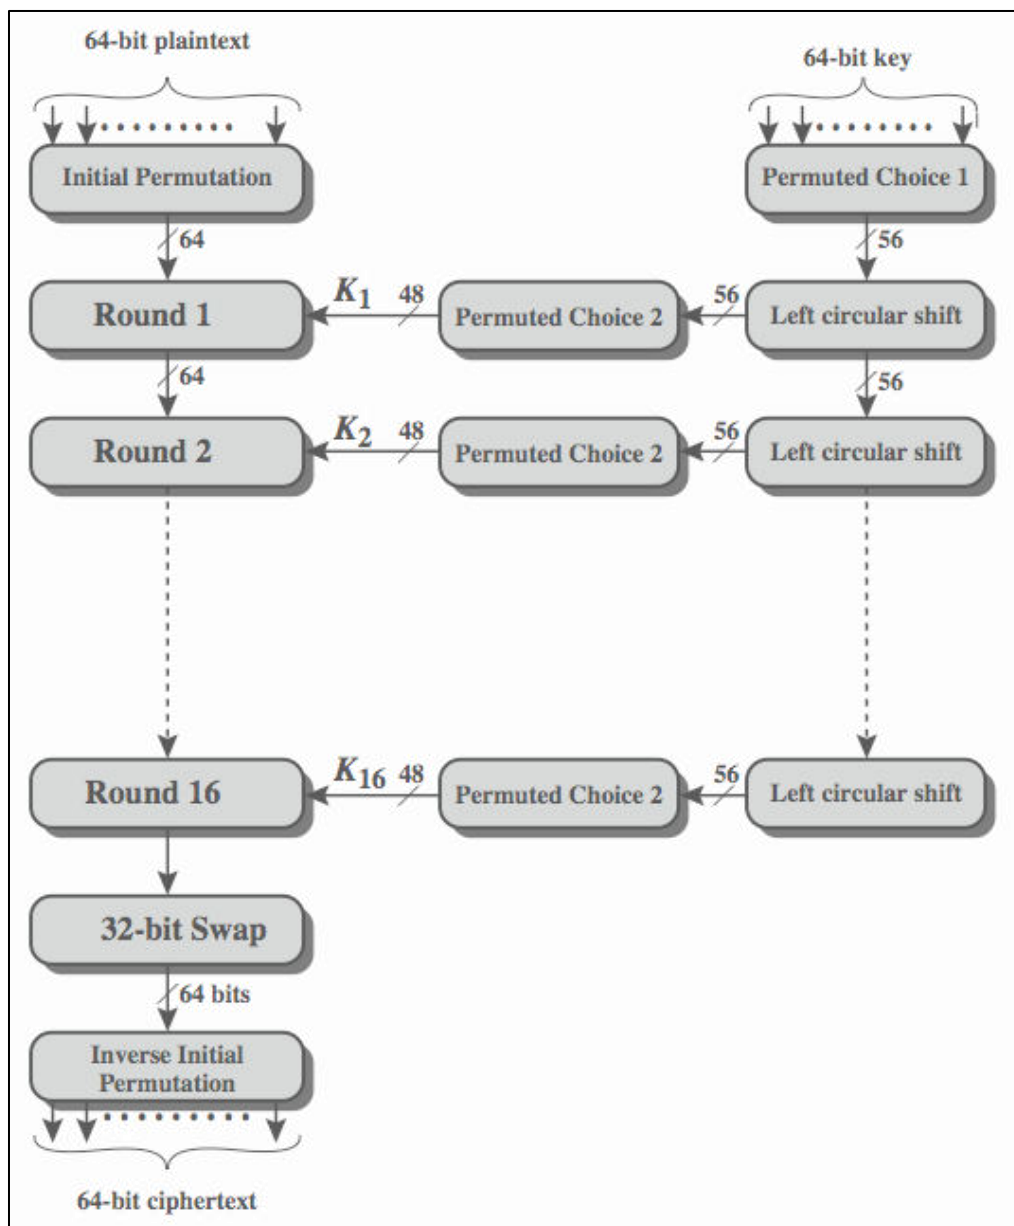 64-bit plaintext
64-bit key
Initial Permutation
Permuted Choice 1
64
56
Round 1
K1
48
Permuted Choice 2
56
Left circular shift
64
56
Round 2
K2
48
Permuted Choice 2
56
Left circular shift
Round 16
K16
48
Permuted Choice 2
56
Left circular shift
32-bit Swap
64 bits
Inverse Initial
Permutation
64-bit ciphertext